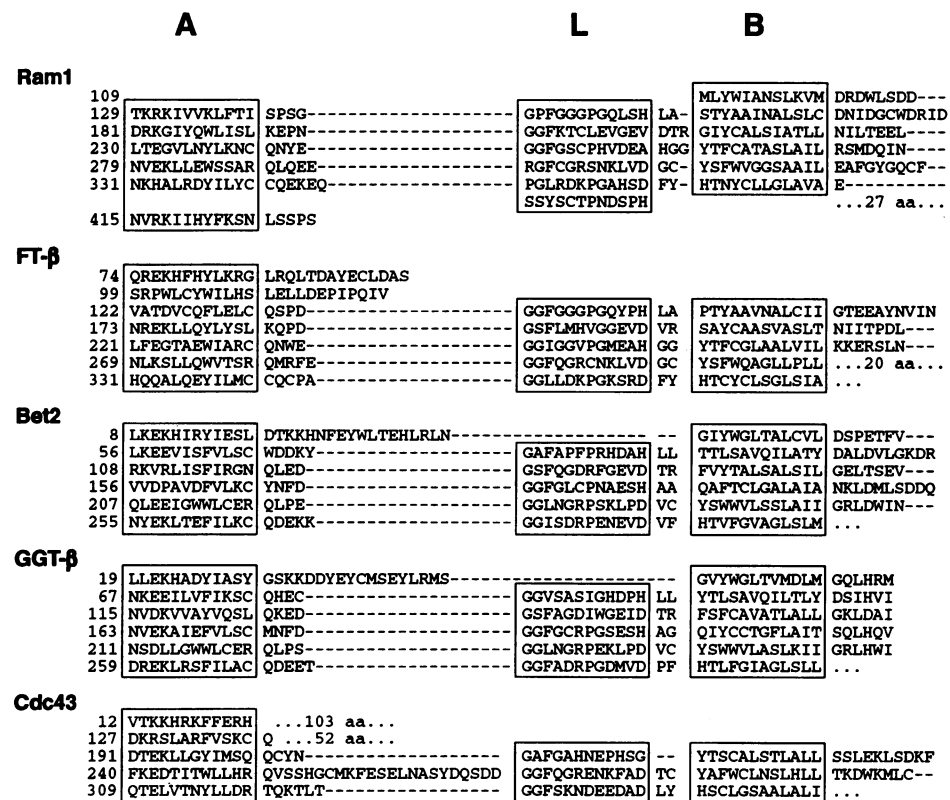 A L B
Ram1
109 MLYWIANSLKVM DRDWLSDD---
129 TKRKIVVKLFTI SPSG----------------------- GPFGGGPGQLSH LA- STYAAINALSLC DNIDGCWDRID
181 DRKGIYQWLISL KEPN----------------------- GGFKTCLEVGEV DTR GIYCALSIATLL NILTEEL----
230 LTEGVLNYLKNC QNYE----------------------- GGFGSCPHVDEA HGG YTFCATASLAIL RSMDQIN----
279 NVEKLLEWSSAR QLQEE---------------------- RGFCGRSNKLVD GC- YSFWVGGSAAIL EAFGYGQCF--
331 NKHALRDYILYC CQEKEQ--------------------- PGLRDKPGAHSD FY- HTNYCLLGLAVA E-----------
SSYSCTPNDSPH ...27 aa...
415 NVRKIIHYFKSN LSSPS
FT-β
74 QREKHFHYLKRG LRQLTDAYECLDAS
99 SRPWLCYWILHS LELLDEPIPQIV
122 VATDVCQFLELC QSPD----------------------- GGFGGGPGQYPH LA PTYAAVNALCII GTEEAYNVIN
173 NREKLLQYLYSL KQPD----------------------- GSFLMHVGGEVD VR SAYCAASVASLT NIITPDL---
221 LFEGTAEWIARC QNWE----------------------- GGIGGVPGMEAH GG YTFCGLAALVIL KKERSLN---
269 NLKSLLQWVTSR QMRFE---------------------- GGFQGRCNKLVD GC YSFWQAGLLPLL ...20 aa...
331 HQQALQEYILMC CQCPA---------------------- GGLLDKPGKSRD FY HTCYCLSGLSIA ...
Bet2
8 LKEKHIRYIESL DTKKHNFEYWLTEHLRLN------- ------------ -- GIYWGLTALCVL DSPETFV---
56 LKEEVISFVLSC WDDKY---------------------- GAFAPFPRHDAH LL TTLSAVQILATY DALDVLGKDR
108 RKVRLISFIRGN QLED----------------------- GSFQGDRFGEVD TR FVYTALSALSIL GELTSEV---
156 VVDPAVDFVLKC YNFD----------------------- GGFGLCPNAESH AA QAFTCLGALAIA NKLDMLSDDQ
207 QLEEIGWWLCER QLPE----------------------- GGLNGRPSKLPD VC YSWWVLSSLAII GRLDWIN---
255 NYEKLTEFILKC QDEKK---------------------- GGISDRPENEVD VF HTVFGVAGLSLM ...
GGT-β
19 LLEKHADYIASY GSKKDDYEYCMSEYLRMS------- ------------ -- GVYWGLTVMDLM GQLHRM
67 NKEEILVFIKSC QHEC----------------------- GGVSASIGHDPH LL YTLSAVQILTLY DSIHVI
115 NVDKVVAYVQSL QKED----------------------- GSFAGDIWGEID TR FSFCAVATLALL GKLDAI
163 NVEKAIEFVLSC MNFD----------------------- GGFGCRPGSESH AG QIYCCTGFLAIT SQLHQV
211 NSDLLGWWLCER QLPS----------------------- GGLNGRPEKLPD VC YSWWVLASLKII GRLHWI
259 DREKLRSFILAC QDEET---------------------- GGFADRPGDMVD PF HTLFGIAGLSLL ...
Cdc43
12 VTKKHRKFFERH ...103 aa...
127 DKRSLARFVSKC Q ...52 aa...
191 DTEKLLGYIMSQ QCYN---------------------- GAFGAHNEPHSG -- YTSCALSTLALL SSLEKLSDKF
240 FKEDTITWLLHR QVSSHGCMKFESELNASYDQSDD GGFQGRENKFAD TC YAFWCLNSLHLL TKDWKMLC--
309 QTELVTNYLLDR TQKTLT-------------------- GGFSKNDEEDAD LY HSCLGSAALALI ...